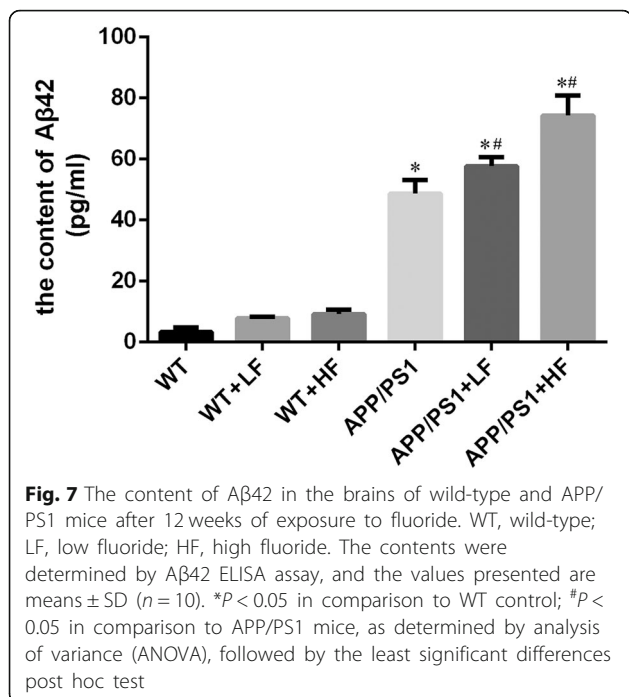 the content of Aβ42
(pg/ml)
100
80
60
40
20
0
*
*#
*#
WT
WT+LF
WT+HF
APP/PS1
APP/PS1+LF
APP/PS1+HF
Fig. 7 The content of Aβ42 in the brains of wild-type and APP/
PS1 mice after 12 weeks of exposure to fluoride. WT, wild-type;
LF, low fluoride; HF, high fluoride. The contents were
determined by Aβ42 ELISA assay, and the values presented are
means ± SD (n = 10). *P < 0.05 in comparison to WT control; #P <
0.05 in comparison to APP/PS1 mice, as determined by analysis
of variance (ANOVA), followed by the least significant differences
post hoc test